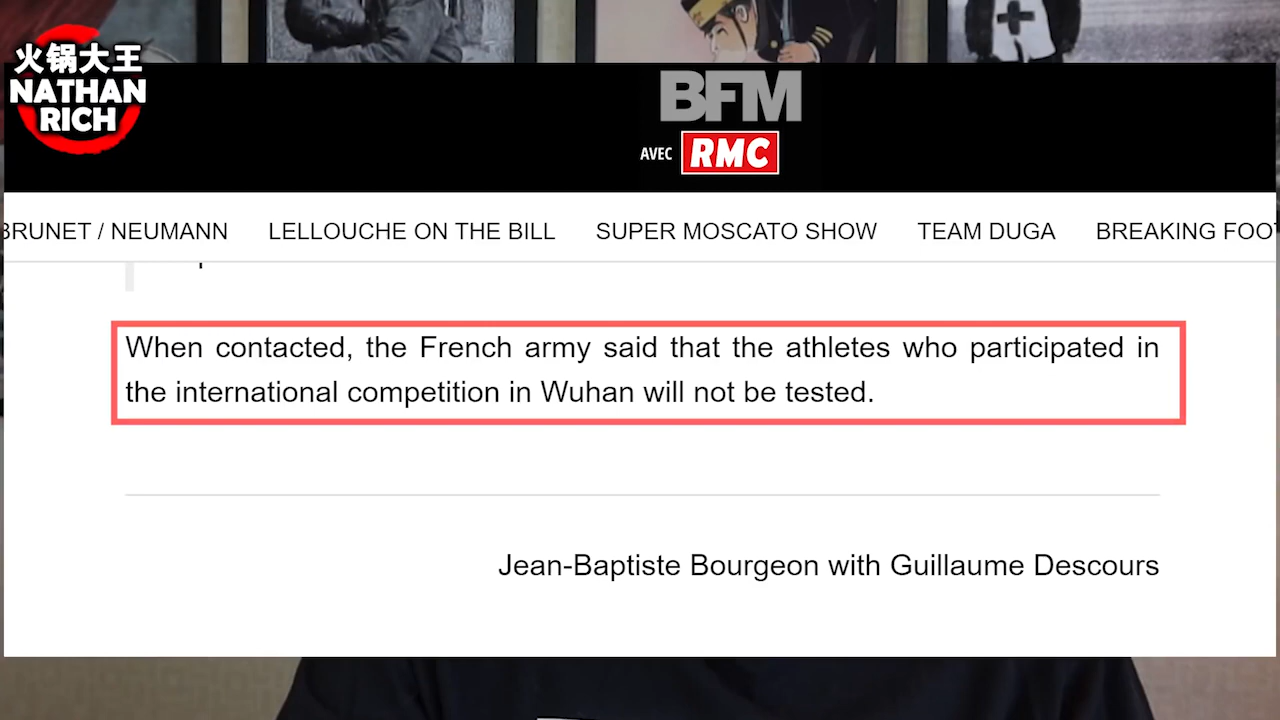 火锅大王
NATHAN
RICH
BFM
AVEC RMC
BRUNET / NEUMANN LELLOUCHE ON THE BILL SUPER MOSCATO SHOW TEAM DUGA BREAKING FOOT
When contacted, the French army said that the athletes who participated in
the international competition in Wuhan will not be tested.
Jean-Baptiste Bourgeon with Guillaume Descours